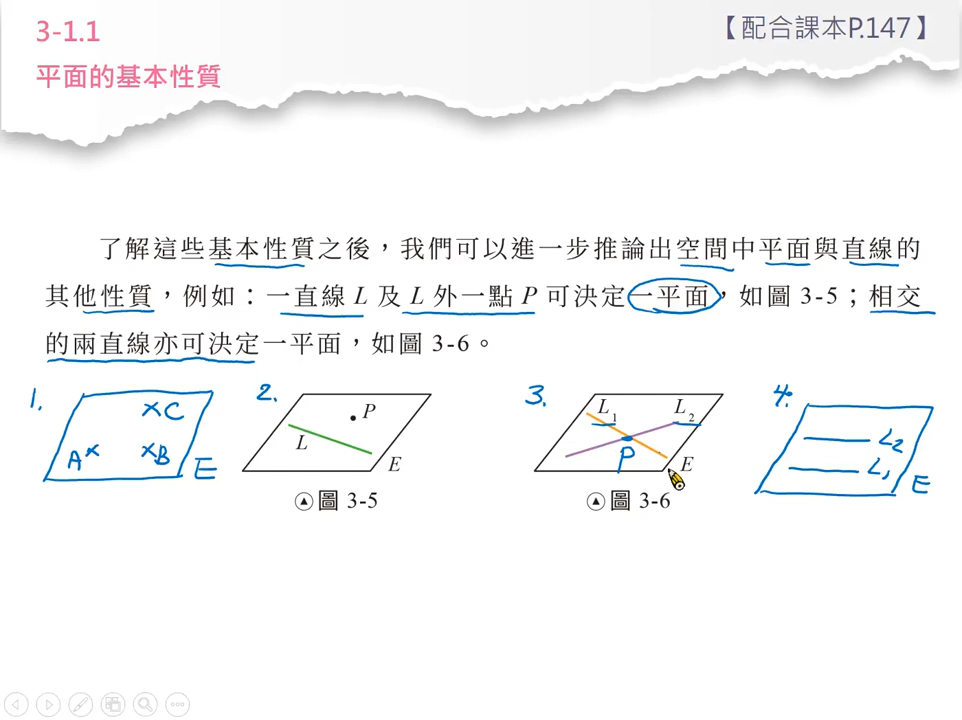 3-1.1
【配合課本P.147】
平面的基本性質
了解這些基本性質之後，我們可以進一步推論出空間中平面與直線的
其他性質，例如：一直線 L 及 L 外一點 P 可決定一平面，如圖 3-5；相交
的兩直線亦可決定一平面，如圖 3-6。
1.
×C
A×
×B
E
2.
P
L
E
▲圖 3-5
3.
L1
L2
P
E
▲圖 3-6
4.
L2
L1
E